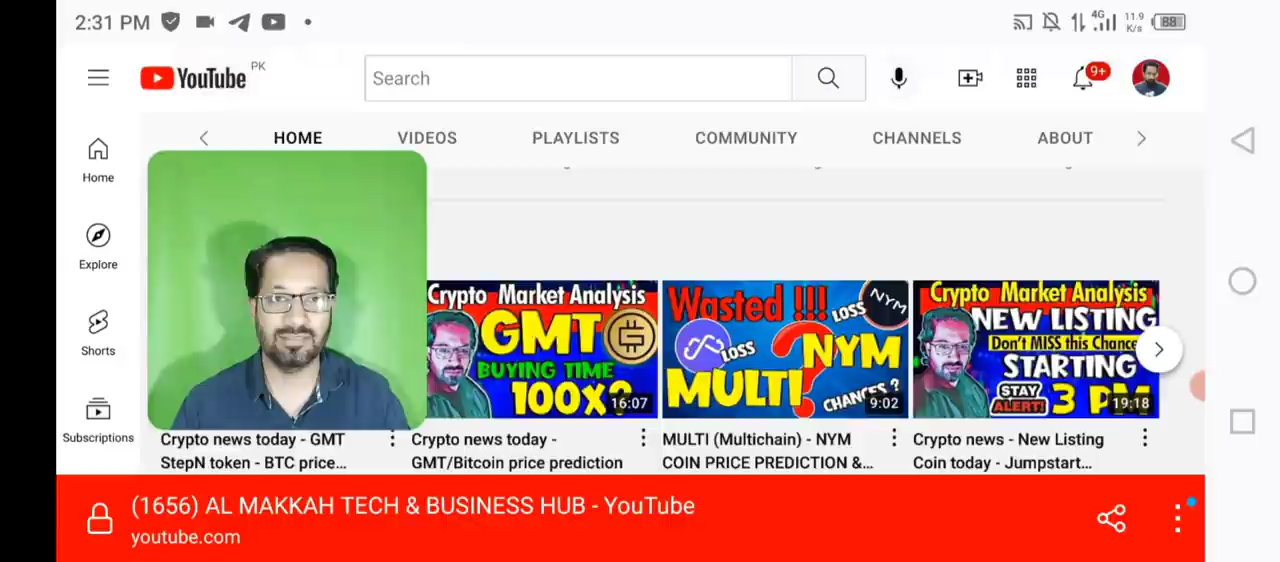 2:31 PM
4G
11.9
K/s
88
YouTube PK
Search
9+
HOME VIDEOS PLAYLISTS COMMUNITY CHANNELS ABOUT
Home
Explore
Shorts
Subscriptions
Crypto Market Analysis
GMT
BUYING TIME
100X?
16:07
Wasted !!!
LOSS
NYM
LOSS
NYM
MULTI
CHANCES ?
9:02
Crypto Market Analysis
NEW LISTING
Don't MISS this Chance
STARTING
STAY
ALERT!
3 PM
19:18
Crypto news today - GMT
StepN token - BTC price...
Crypto news today -
GMT/Bitcoin price prediction
MULTI (Multichain) - NYM
COIN PRICE PREDICTION &...
Crypto news - New Listing
Coin today - Jumpstart...
(1656) AL MAKKAH TECH & BUSINESS HUB - YouTube
youtube.com